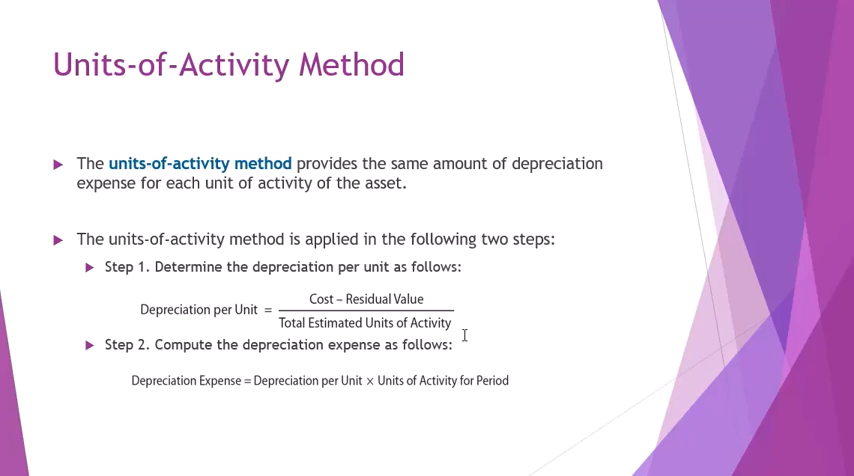 Units-of-Activity Method
The units-of-activity method provides the same amount of depreciation
expense for each unit of activity of the asset.
The units-of-activity method is applied in the following two steps:
Step 1. Determine the depreciation per unit as follows:
Cost – Residual Value
Depreciation per Unit =
Total Estimated Units of Activity
Step 2. Compute the depreciation expense as follows:
Depreciation Expense = Depreciation per Unit × Units of Activity for Period